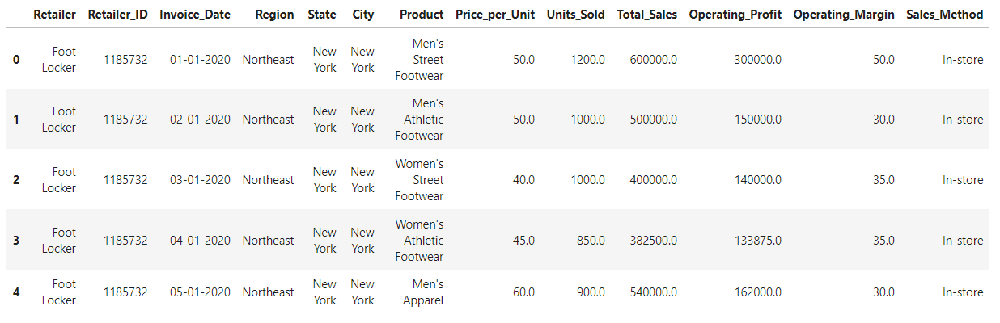 Retailer Retailer_ID Invoice_Date Region State City Product Price_per_Unit Units_Sold Total_Sales Operating_Profit Operating_Margin Sales_Method
0 Foot Locker 1185732 01-01-2020 Northeast New York New York Men's Street Footwear 50.0 1200.0 600000.0 300000.0 50.0 In-store
1 Foot Locker 1185732 02-01-2020 Northeast New York New York Men's Athletic Footwear 50.0 1000.0 500000.0 150000.0 30.0 In-store
2 Foot Locker 1185732 03-01-2020 Northeast New York New York Women's Street Footwear 40.0 1000.0 400000.0 140000.0 35.0 In-store
3 Foot Locker 1185732 04-01-2020 Northeast New York New York Women's Athletic Footwear 45.0 850.0 382500.0 133875.0 35.0 In-store
4 Foot Locker 1185732 05-01-2020 Northeast New York New York Men's Apparel 60.0 900.0 540000.0 162000.0 30.0 In-store